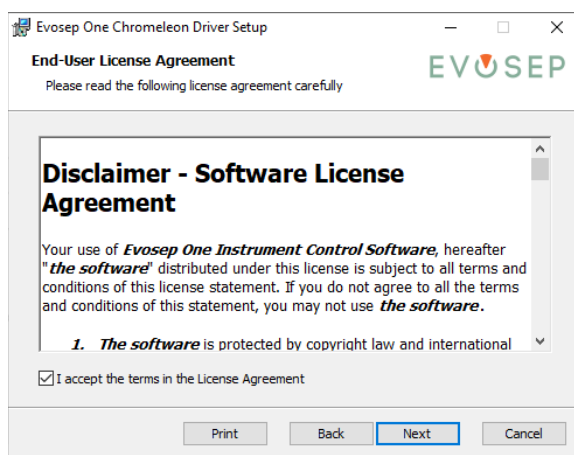 Evosep One Chromeleon Driver Setup
End-User License Agreement
Please read the following license agreement carefully
EVOSEP
Disclaimer - Software License
Agreement
Your use of Evosep One Instrument Control Software, hereafter
"the software" distributed under this license is subject to all terms and
conditions of this license statement. If you do not agree to all the terms
and conditions of this statement, you may not use the software.
1. The software is protected by copyright law and international
I accept the terms in the License Agreement
Print Back Next Cancel